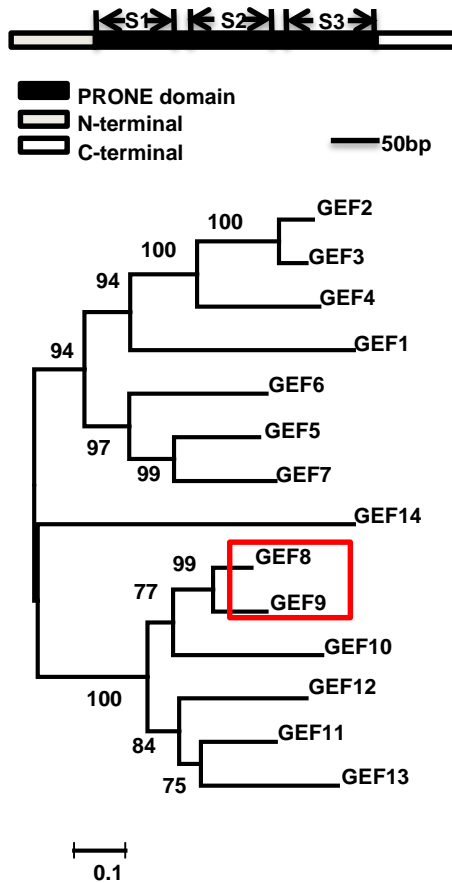 S1 S2 S3
PRONE domain
N-terminal
C-terminal
50bp
GEF2
100
GEF3
100
GEF4
94
GEF1
94
GEF6
97
GEF5
99
GEF7
GEF14
GEF8
99
GEF9
77
GEF10
100
GEF12
84
GEF11
75
GEF13
0.1